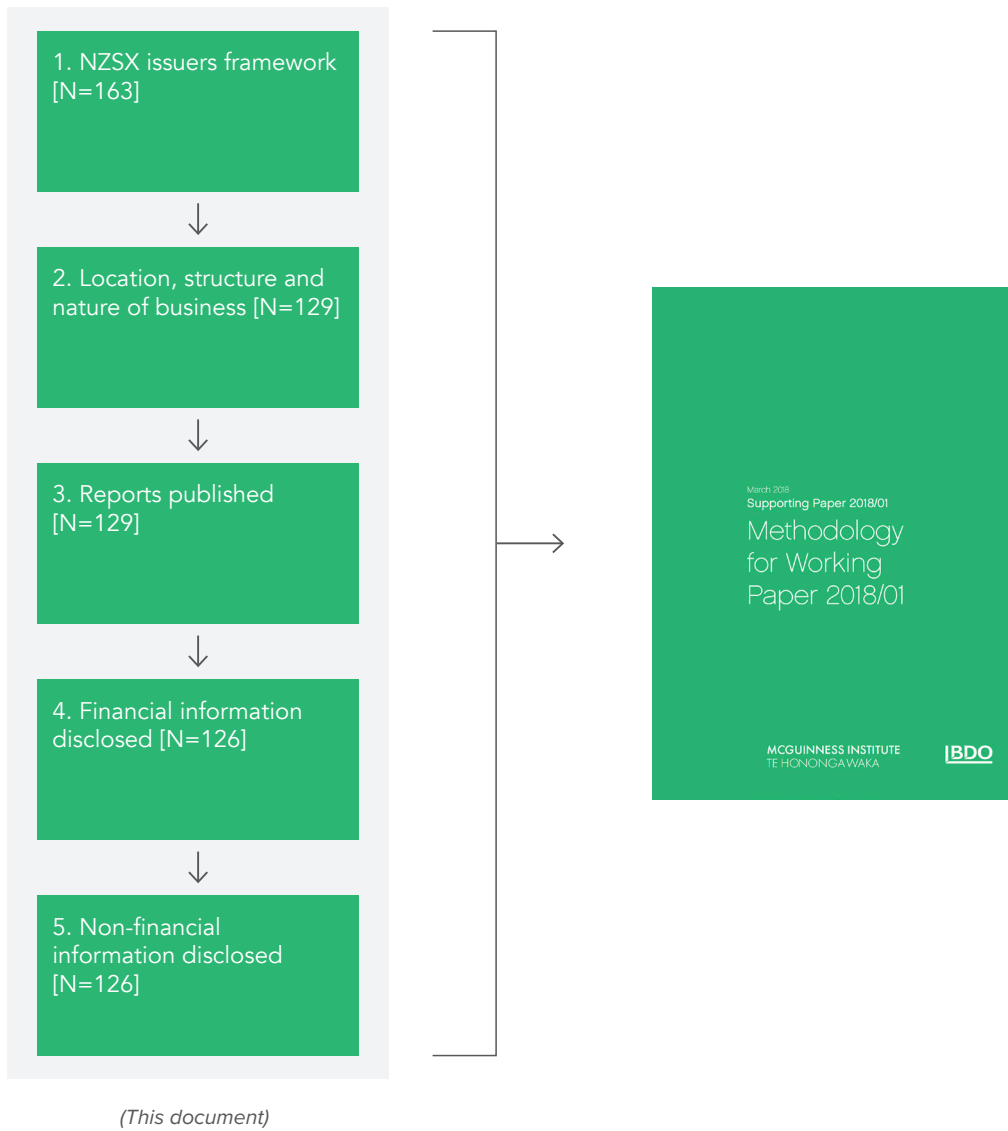 1. NZSX issuers framework
[N=163]
2. Location, structure and
nature of business [N=129]
3. Reports published
[N=129]
4. Financial information
disclosed [N=126]
5. Non-financial
information disclosed
[N=126]
(This document)
March 2018
Supporting Paper 2018/01
Methodology
for Working
Paper 2018/01
MCGUINNESS INSTITUTE
TE HONONGA WAKA
BDO